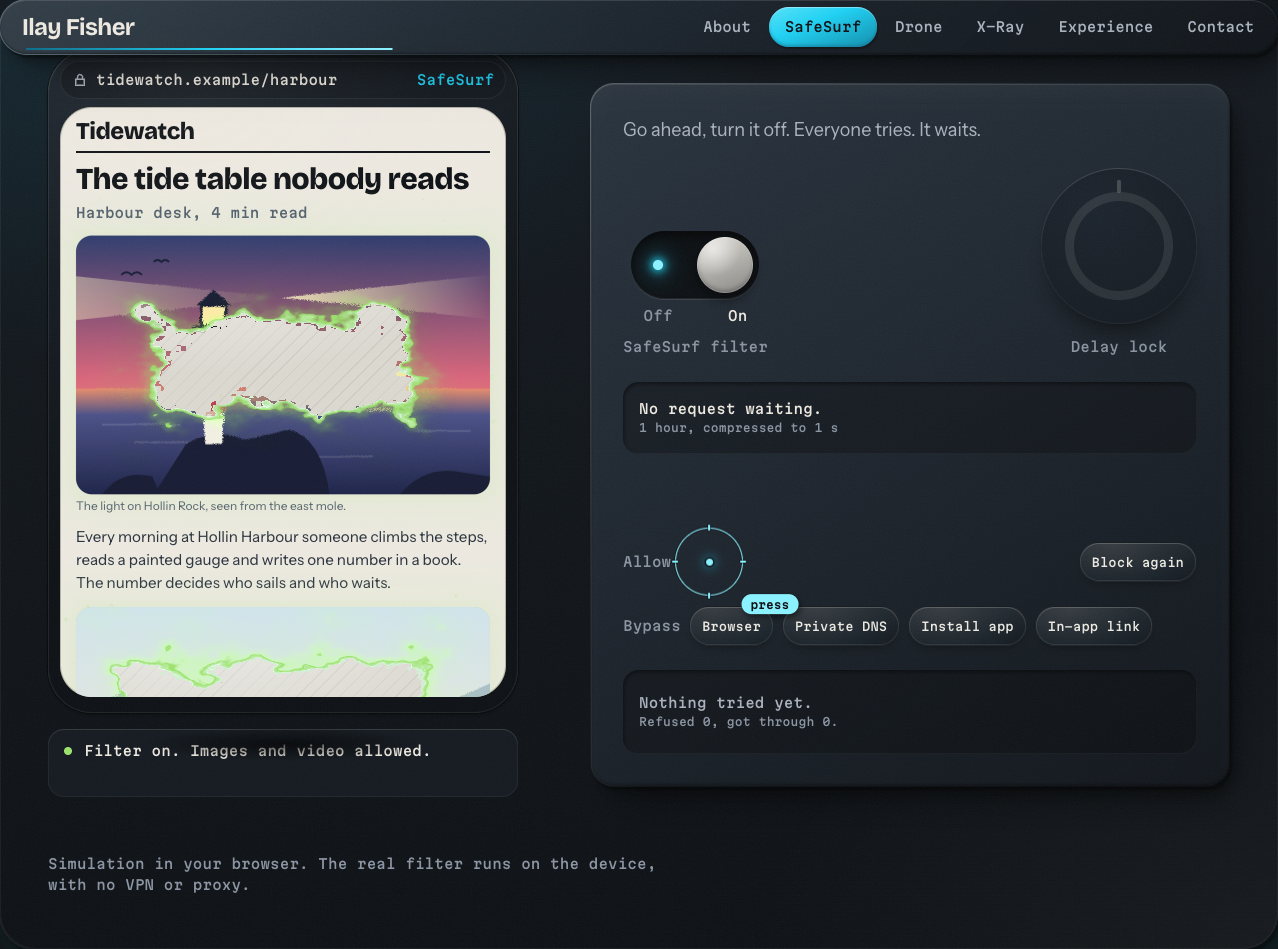 Ilay Fisher
About
SafeSurf
Drone
X-Ray
Experience
Contact
tidewatch.example/harbour
SafeSurf
Tidewatch
The tide table nobody reads
Harbour desk, 4 min read
The light on Hollin Rock, seen from the east mole.
Every morning at Hollin Harbour someone climbs the steps,
reads a painted gauge and writes one number in a book.
The number decides who sails and who waits.
Filter on. Images and video allowed.
Go ahead, turn it off. Everyone tries. It waits.
Off
On
SafeSurf filter
Delay lock
No request waiting.
1 hour, compressed to 1 s
Allow
Block again
press
Bypass
Browser
Private DNS
Install app
In-app link
Nothing tried yet.
Refused 0, got through 0.
Simulation in your browser. The real filter runs on the device,
with no VPN or proxy.